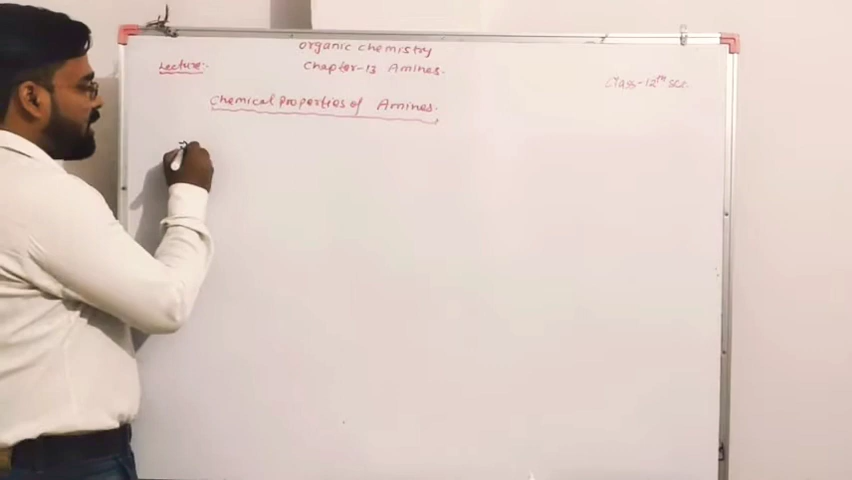 Organic Chemistry
Lecture:-
Chapter-13 Amines.
Class-12th sci.
Chemical Properties of Amines.